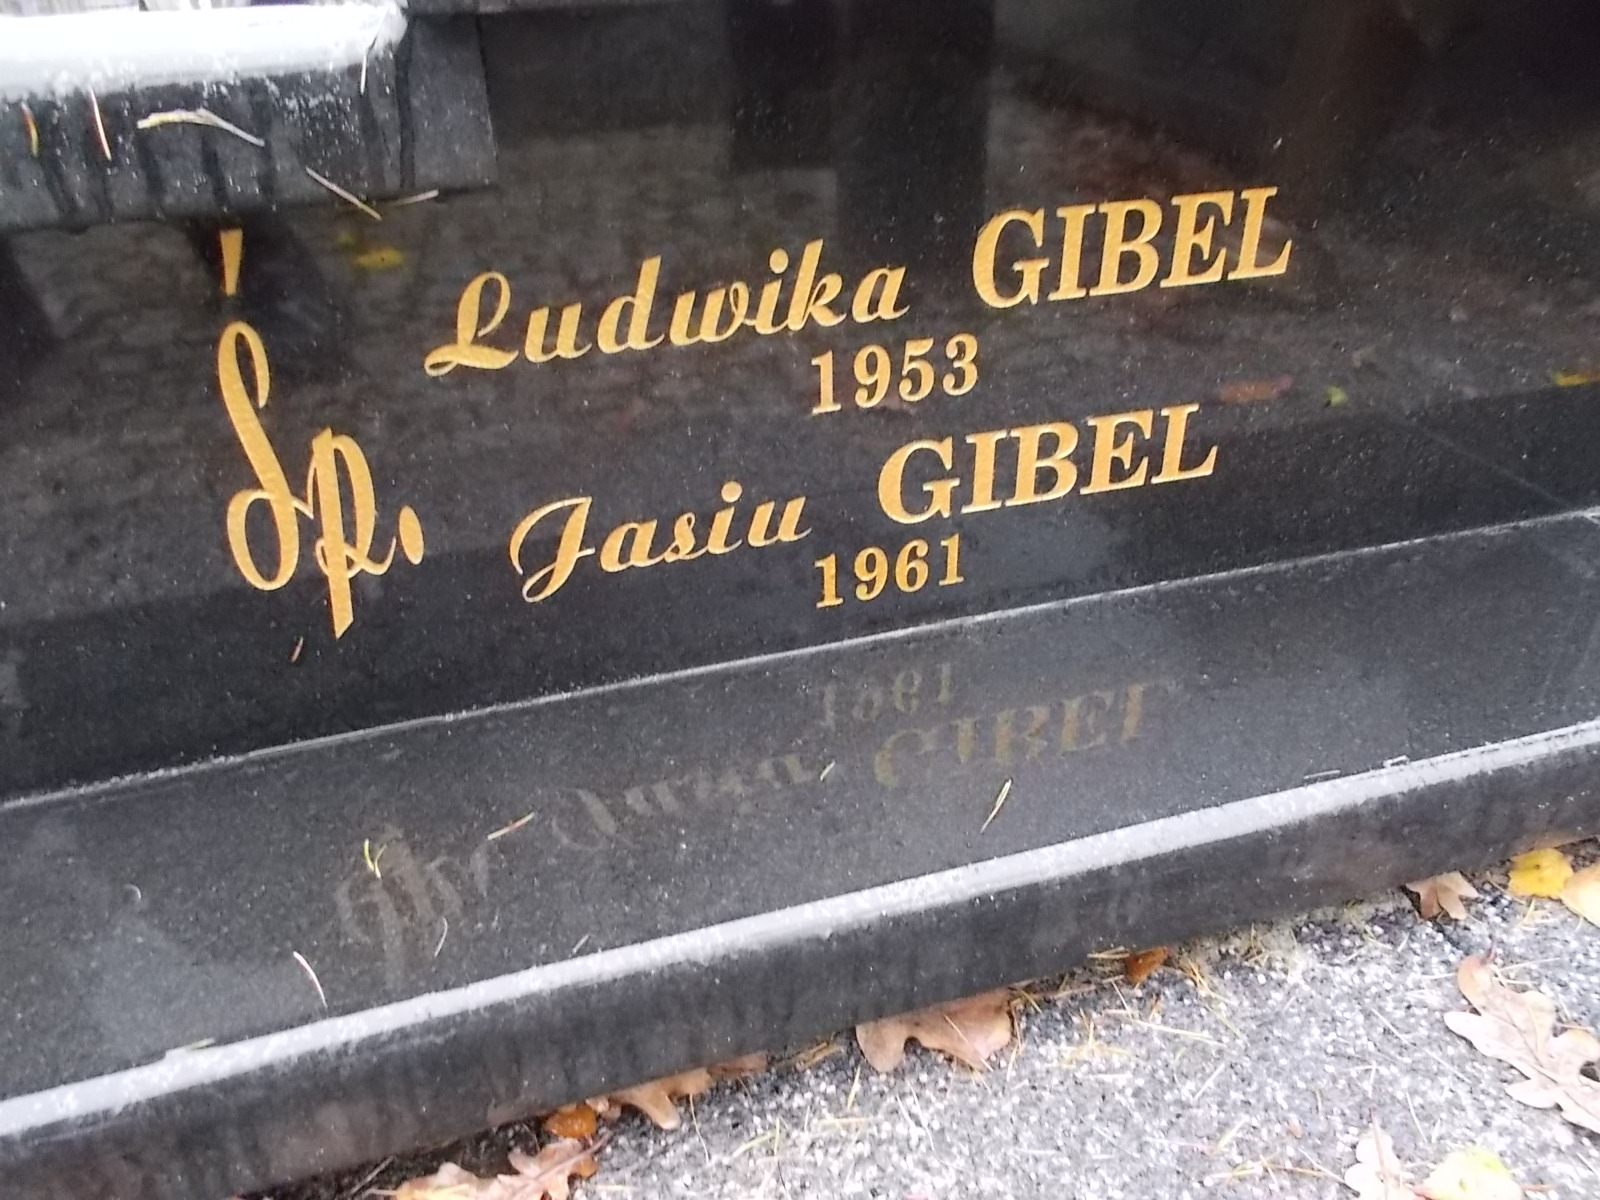 Śp.
Ludwika GIBEL
1953
Jasiu GIBEL
1961